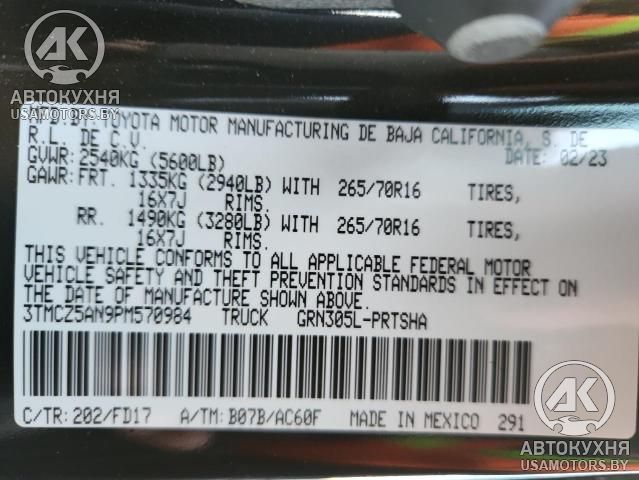 AK
АВТОКУХНЯ
USAMOTORS.BY
MFD. BY: TOYOTA MOTOR MANUFACTURING DE BAJA CALIFORNIA, S. DE
R.L. DE C.V.
DATE: 02/23
GVWR: 2540KG (5600LB)
GAWR: FRT. 1335KG (2940LB) WITH 265/70R16 TIRES,
16X7J RIMS.
RR. 1490KG (3280LB) WITH 265/70R16 TIRES,
16X7J RIMS.
THIS VEHICLE CONFORMS TO ALL APPLICABLE FEDERAL MOTOR
VEHICLE SAFETY AND THEFT PREVENTION STANDARDS IN EFFECT ON
THE DATE OF MANUFACTURE SHOWN ABOVE.
3TMCZ5AN9PM570984 TRUCK GRN305L-PRTSHA
C/TR: 202/FD17 A/TM: B07B/AC60F MADE IN MEXICO 291
AK
АВТОКУХНЯ
USAMOTORS.BY